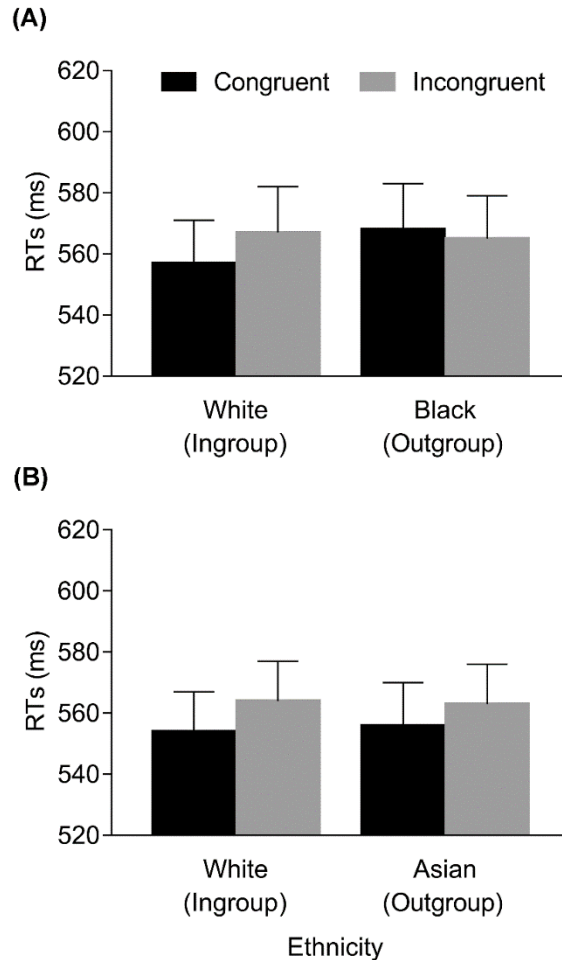 (A)
620
Congruent Incongruent
600
580
560
540
520
RTs (ms)
White Black
(Ingroup) (Outgroup)
(B)
620
600
580
560
540
520
RTs (ms)
White Asian
(Ingroup) (Outgroup)
Ethnicity